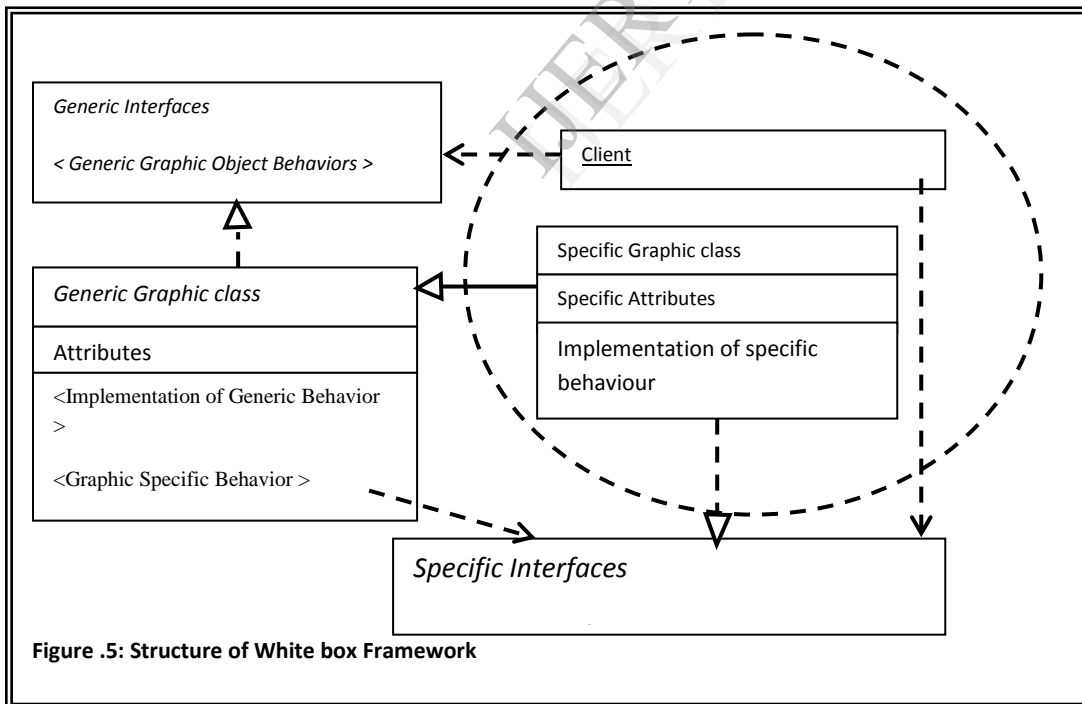 IJER
Generic Interfaces
< Generic Graphic Object Behaviors >
Client
Specific Graphic class
Specific Attributes
Implementation of specific
behaviour
Generic Graphic class
Attributes
<Implementation of Generic Behavior
>
<Graphic Specific Behavior >
Specific Interfaces
Figure .5: Structure of White box Framework